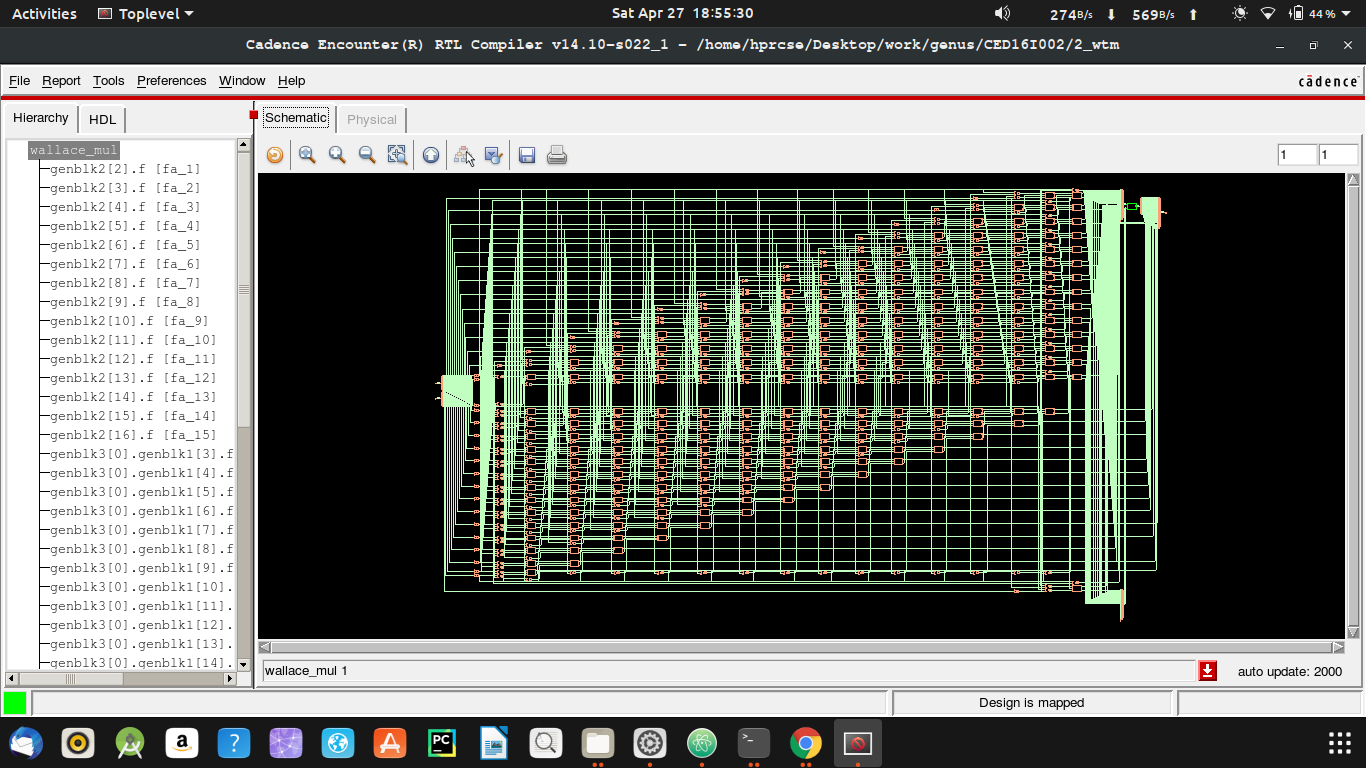 Activities Toplevel Sat Apr 27 18:55:30 274B/s 569B/s 44%
Cadence Encounter(R) RTL Compiler v14.10-s022_1 - /home/hprcse/Desktop/work/genus/CED16I002/2_wtm
File Report Tools Preferences Window Help cādence
Hierarchy HDL Schematic Physical
1 1
wallace_mul
genblk2[2].f [fa_1]
genblk2[3].f [fa_2]
genblk2[4].f [fa_3]
genblk2[5].f [fa_4]
genblk2[6].f [fa_5]
genblk2[7].f [fa_6]
genblk2[8].f [fa_7]
genblk2[9].f [fa_8]
genblk2[10].f [fa_9]
genblk2[11].f [fa_10]
genblk2[12].f [fa_11]
genblk2[13].f [fa_12]
genblk2[14].f [fa_13]
genblk2[15].f [fa_14]
genblk2[16].f [fa_15]
genblk3[0].genblk1[3].f
genblk3[0].genblk1[4].f
genblk3[0].genblk1[5].f
genblk3[0].genblk1[6].f
genblk3[0].genblk1[7].f
genblk3[0].genblk1[8].f
genblk3[0].genblk1[9].f
genblk3[0].genblk1[10].
genblk3[0].genblk1[11].
genblk3[0].genblk1[12].
genblk3[0].genblk1[13].
genblk3[0].genblk1[14].
wallace_mul 1 auto update: 2000
Design is mapped
a ? A PC >_